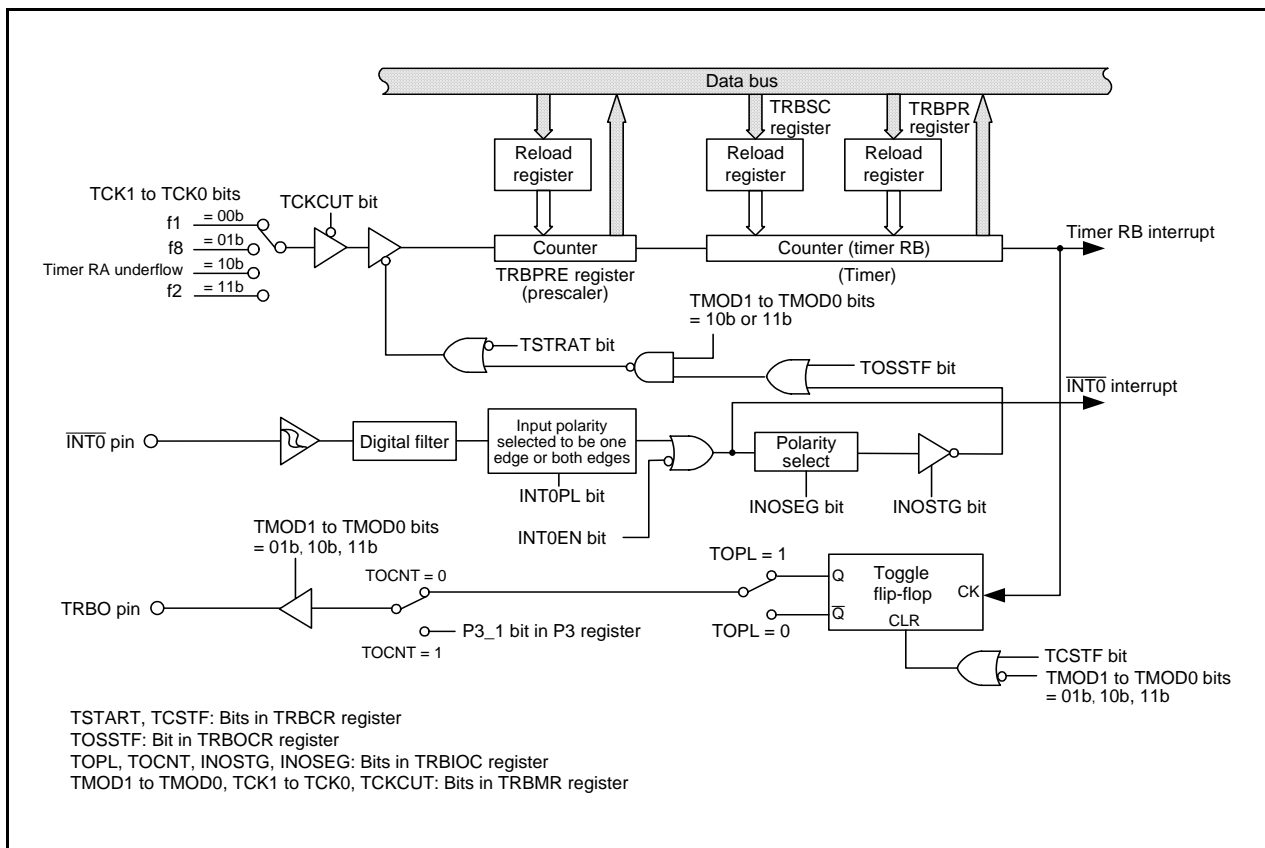 Data bus
TRBSC
register
TRBPR
register
Reload
register
Reload
register
Reload
register
TCK1 to TCK0 bits
TCKCUT bit
f1
= 00b
f8
= 01b
Timer RA underflow
= 10b
f2
= 11b
Counter
TRBPRE register
(prescaler)
Counter (timer RB)
(Timer)
Timer RB interrupt
TMOD1 to TMOD0 bits
= 10b or 11b
TSTRAT bit
TOSSTF bit
INT0 interrupt
INT0 pin
Digital filter
Input polarity
selected to be one
edge or both edges
Polarity
select
INT0PL bit
INOSEG bit
INOSTG bit
INT0EN bit
TMOD1 to TMOD0 bits
= 01b, 10b, 11b
TOCNT = 0
TOPL = 1
Q
Toggle
flip-flop
CK
TRBO pin
P3_1 bit in P3 register
TOCNT = 1
TOPL = 0
Q
CLR
TCSTF bit
TMOD1 to TMOD0 bits
= 01b, 10b, 11b
TSTART, TCSTF: Bits in TRBCR register
TOSSTF: Bit in TRBOCR register
TOPL, TOCNT, INOSTG, INOSEG: Bits in TRBIOC register
TMOD1 to TMOD0, TCK1 to TCK0, TCKCUT: Bits in TRBMR register